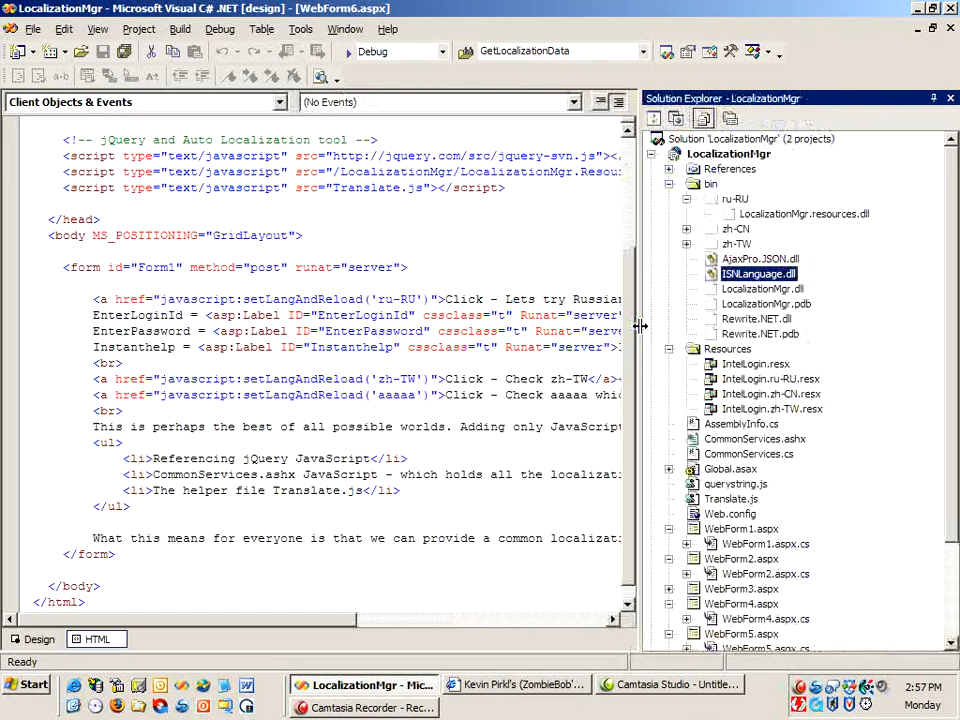 LocalizationMgr - Microsoft Visual C# .NET [design] - [WebForm6.aspx]
File Edit View Project Build Debug Table Tools Window Help
Debug GetLocalizationData
Client Objects & Events (No Events)
<!-- jQuery and Auto Localization tool -->
<script type="text/javascript" src="http://jquery.com/src/jquery-svn.js"></
<script type="text/javascript" src="/LocalizationMgr/LocalizationMgr.Resou
<script type="text/javascript" src="Translate.js"></script>
</head>
<body MS_POSITIONING="GridLayout">
<form id="Form1" method="post" runat="server">
<a href="javascript:setLangAndReload('ru-RU')">Click - Lets try Russian
EnterLoginId = <asp:Label ID="EnterLoginId" cssclass="t" Runat="server"
EnterPassword = <asp:Label ID="EnterPassword" cssclass="t" Runat="serve
Instanthelp = <asp:Label ID="Instanthelp" cssclass="t" Runat="server">
<br>
<a href="javascript:setLangAndReload('zh-TW')">Click - Check zh-TW</a>
<a href="javascript:setLangAndReload('aaaaa')">Click - Check aaaaa whic
<br>
This is perhaps the best of all possible worlds. Adding only JavaScript
<ul>
<li>Referencing jQuery JavaScript</li>
<li>CommonServices.ashx JavaScript - which holds all the localizati
<li>The helper file Translate.js</li>
</ul>
What this means for everyone is that we can provide a common localizati
</form>
</body>
</html>
Design HTML
Ready
Solution Explorer - LocalizationMgr
Solution 'LocalizationMgr' (2 projects)
LocalizationMgr
References
bin
ru-RU
LocalizationMgr.resources.dll
zh-CN
zh-TW
AjaxPro.JSON.dll
ISNLanguage.dll
LocalizationMgr.dll
LocalizationMgr.pdb
Rewrite.NET.dll
Rewrite.NET.pdb
Resources
IntelLogin.resx
IntelLogin.ru-RU.resx
IntelLogin.zh-CN.resx
IntelLogin.zh-TW.resx
AssemblyInfo.cs
CommonServices.ashx
CommonServices.cs
Global.asax
querystring.js
Translate.js
Web.config
WebForm1.aspx
WebForm1.aspx.cs
WebForm2.aspx
WebForm2.aspx.cs
WebForm3.aspx
WebForm4.aspx
WebForm4.aspx.cs
WebForm5.aspx
WebForm5.aspx.cs
Start
LocalizationMgr - Mic...
Kevin Pirkl's (ZombieBob'...
Camtasia Studio - Untitle...
Camtasia Recorder - Rec...
2:57 PM
Monday